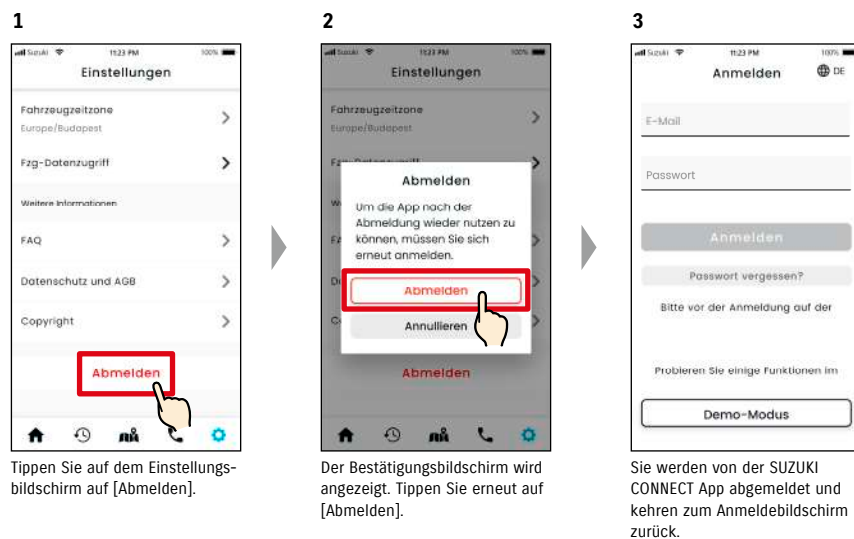 1
Suzuki 11:23 PM 100%
Einstellungen
Fahrzeugzeitzone
Europe/Budapest
Fzg-Datenzugriff
Weitere Informationen
FAQ
Datenschutz und AGB
Copyright
Abmelden
Tippen Sie auf dem Einstellungs-
bildschirm auf [Abmelden].
2
Suzuki 11:23 PM 100%
Einstellungen
Fahrzeugzeitzone
Europe/Budapest
Abmelden
Um die App nach der
Abmeldung wieder nutzen zu
können, müssen Sie sich
erneut anmelden.
Abmelden
Annullieren
Abmelden
Der Bestätigungsbildschirm wird
angezeigt. Tippen Sie erneut auf
[Abmelden].
3
Suzuki 11:23 PM 100%
Anmelden DE
E-Mail
Passwort
Anmelden
Passwort vergessen?
Bitte vor der Anmeldung auf der
Probieren Sie einige Funktionen im
Demo-Modus
Sie werden von der SUZUKI
CONNECT App abgemeldet und
kehren zum Anmeldebildschirm
zurück.